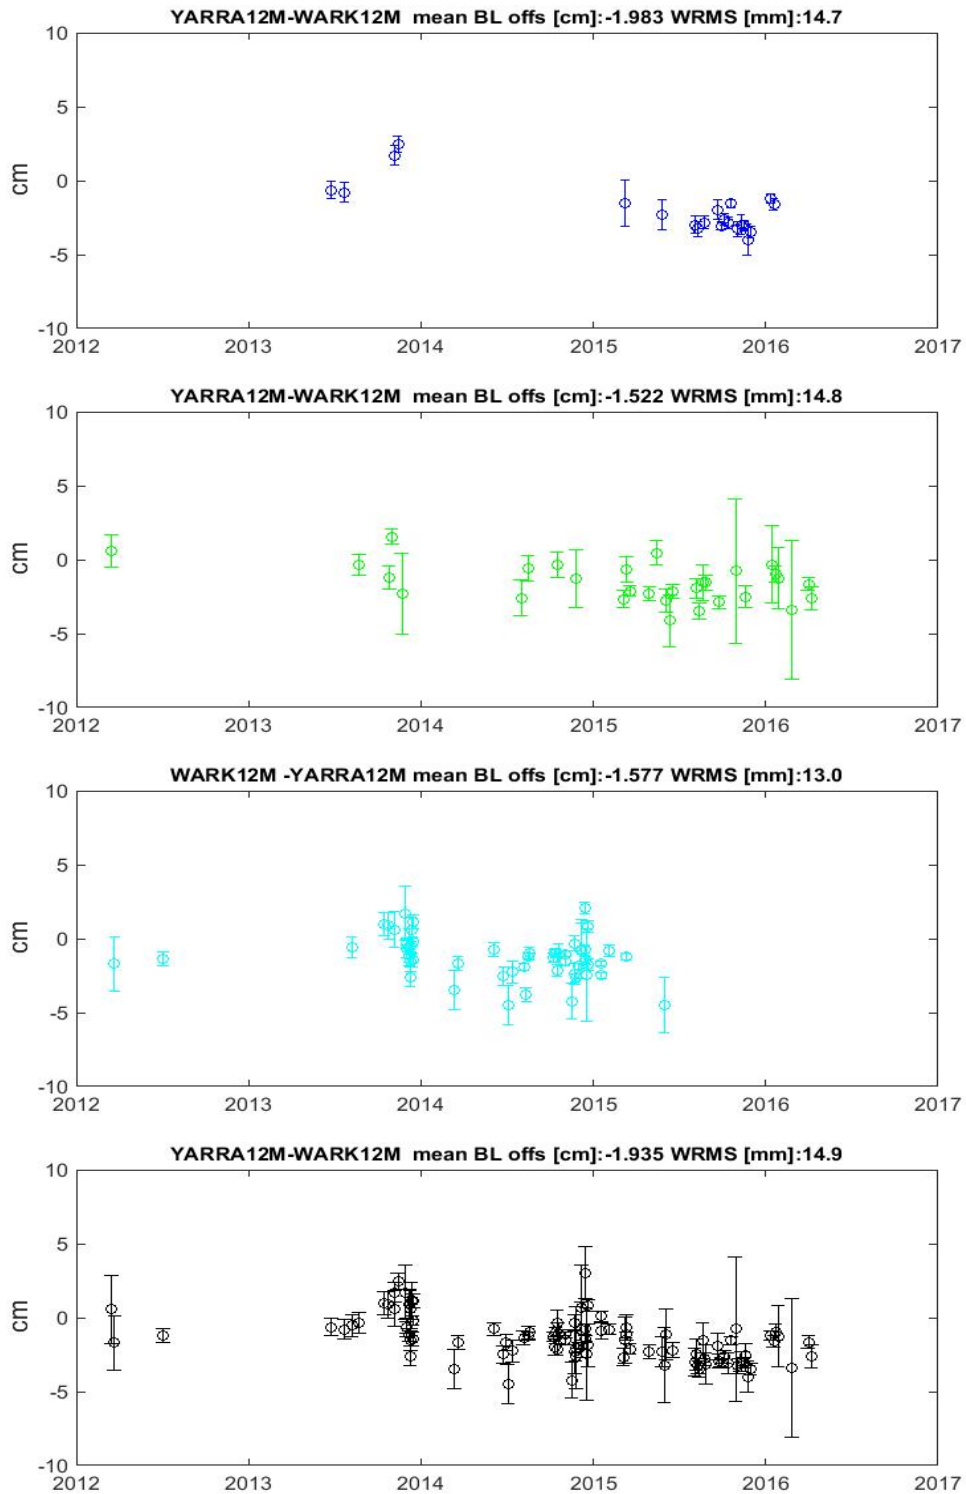 YARRA12M-WARK12M mean BL offs [cm]:-1.983 WRMS [mm]:14.7
10
5
0
-5
-10
cm
2012 2013 2014 2015 2016 2017
YARRA12M-WARK12M mean BL offs [cm]:-1.522 WRMS [mm]:14.8
10
5
0
-5
-10
cm
2012 2013 2014 2015 2016 2017
WARK12M -YARRA12M mean BL offs [cm]:-1.577 WRMS [mm]:13.0
10
5
0
-5
-10
cm
2012 2013 2014 2015 2016 2017
YARRA12M-WARK12M mean BL offs [cm]:-1.935 WRMS [mm]:14.9
10
5
0
-5
-10
cm
2012 2013 2014 2015 2016 2017